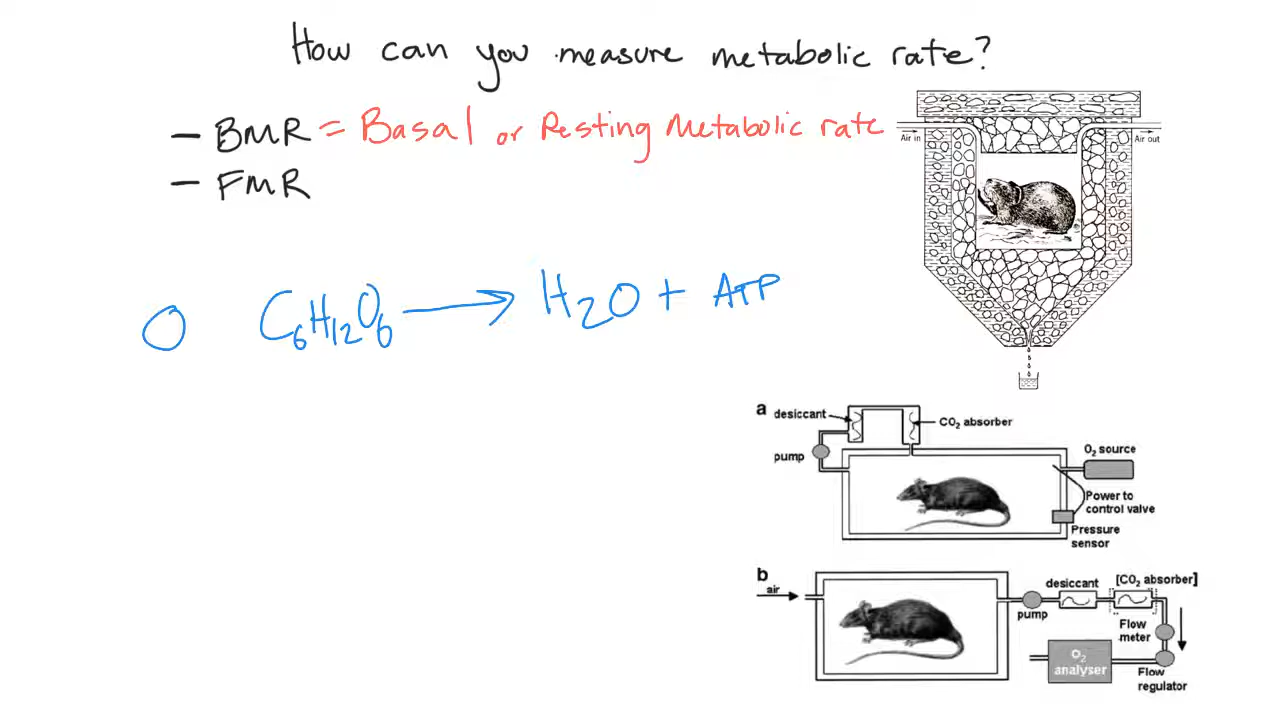 How can you measure metabolic rate?
– BMR = Basal or Resting Metabolic rate
– FMR
Air in
Air out
O C6H12O6 → H2O + ATP
a
desiccant
CO2 absorber
pump
O2 source
Power to
control valve
Pressure
sensor
b
air
desiccant
[CO2 absorber]
pump
Flow
meter
O2
analyser
Flow
regulator